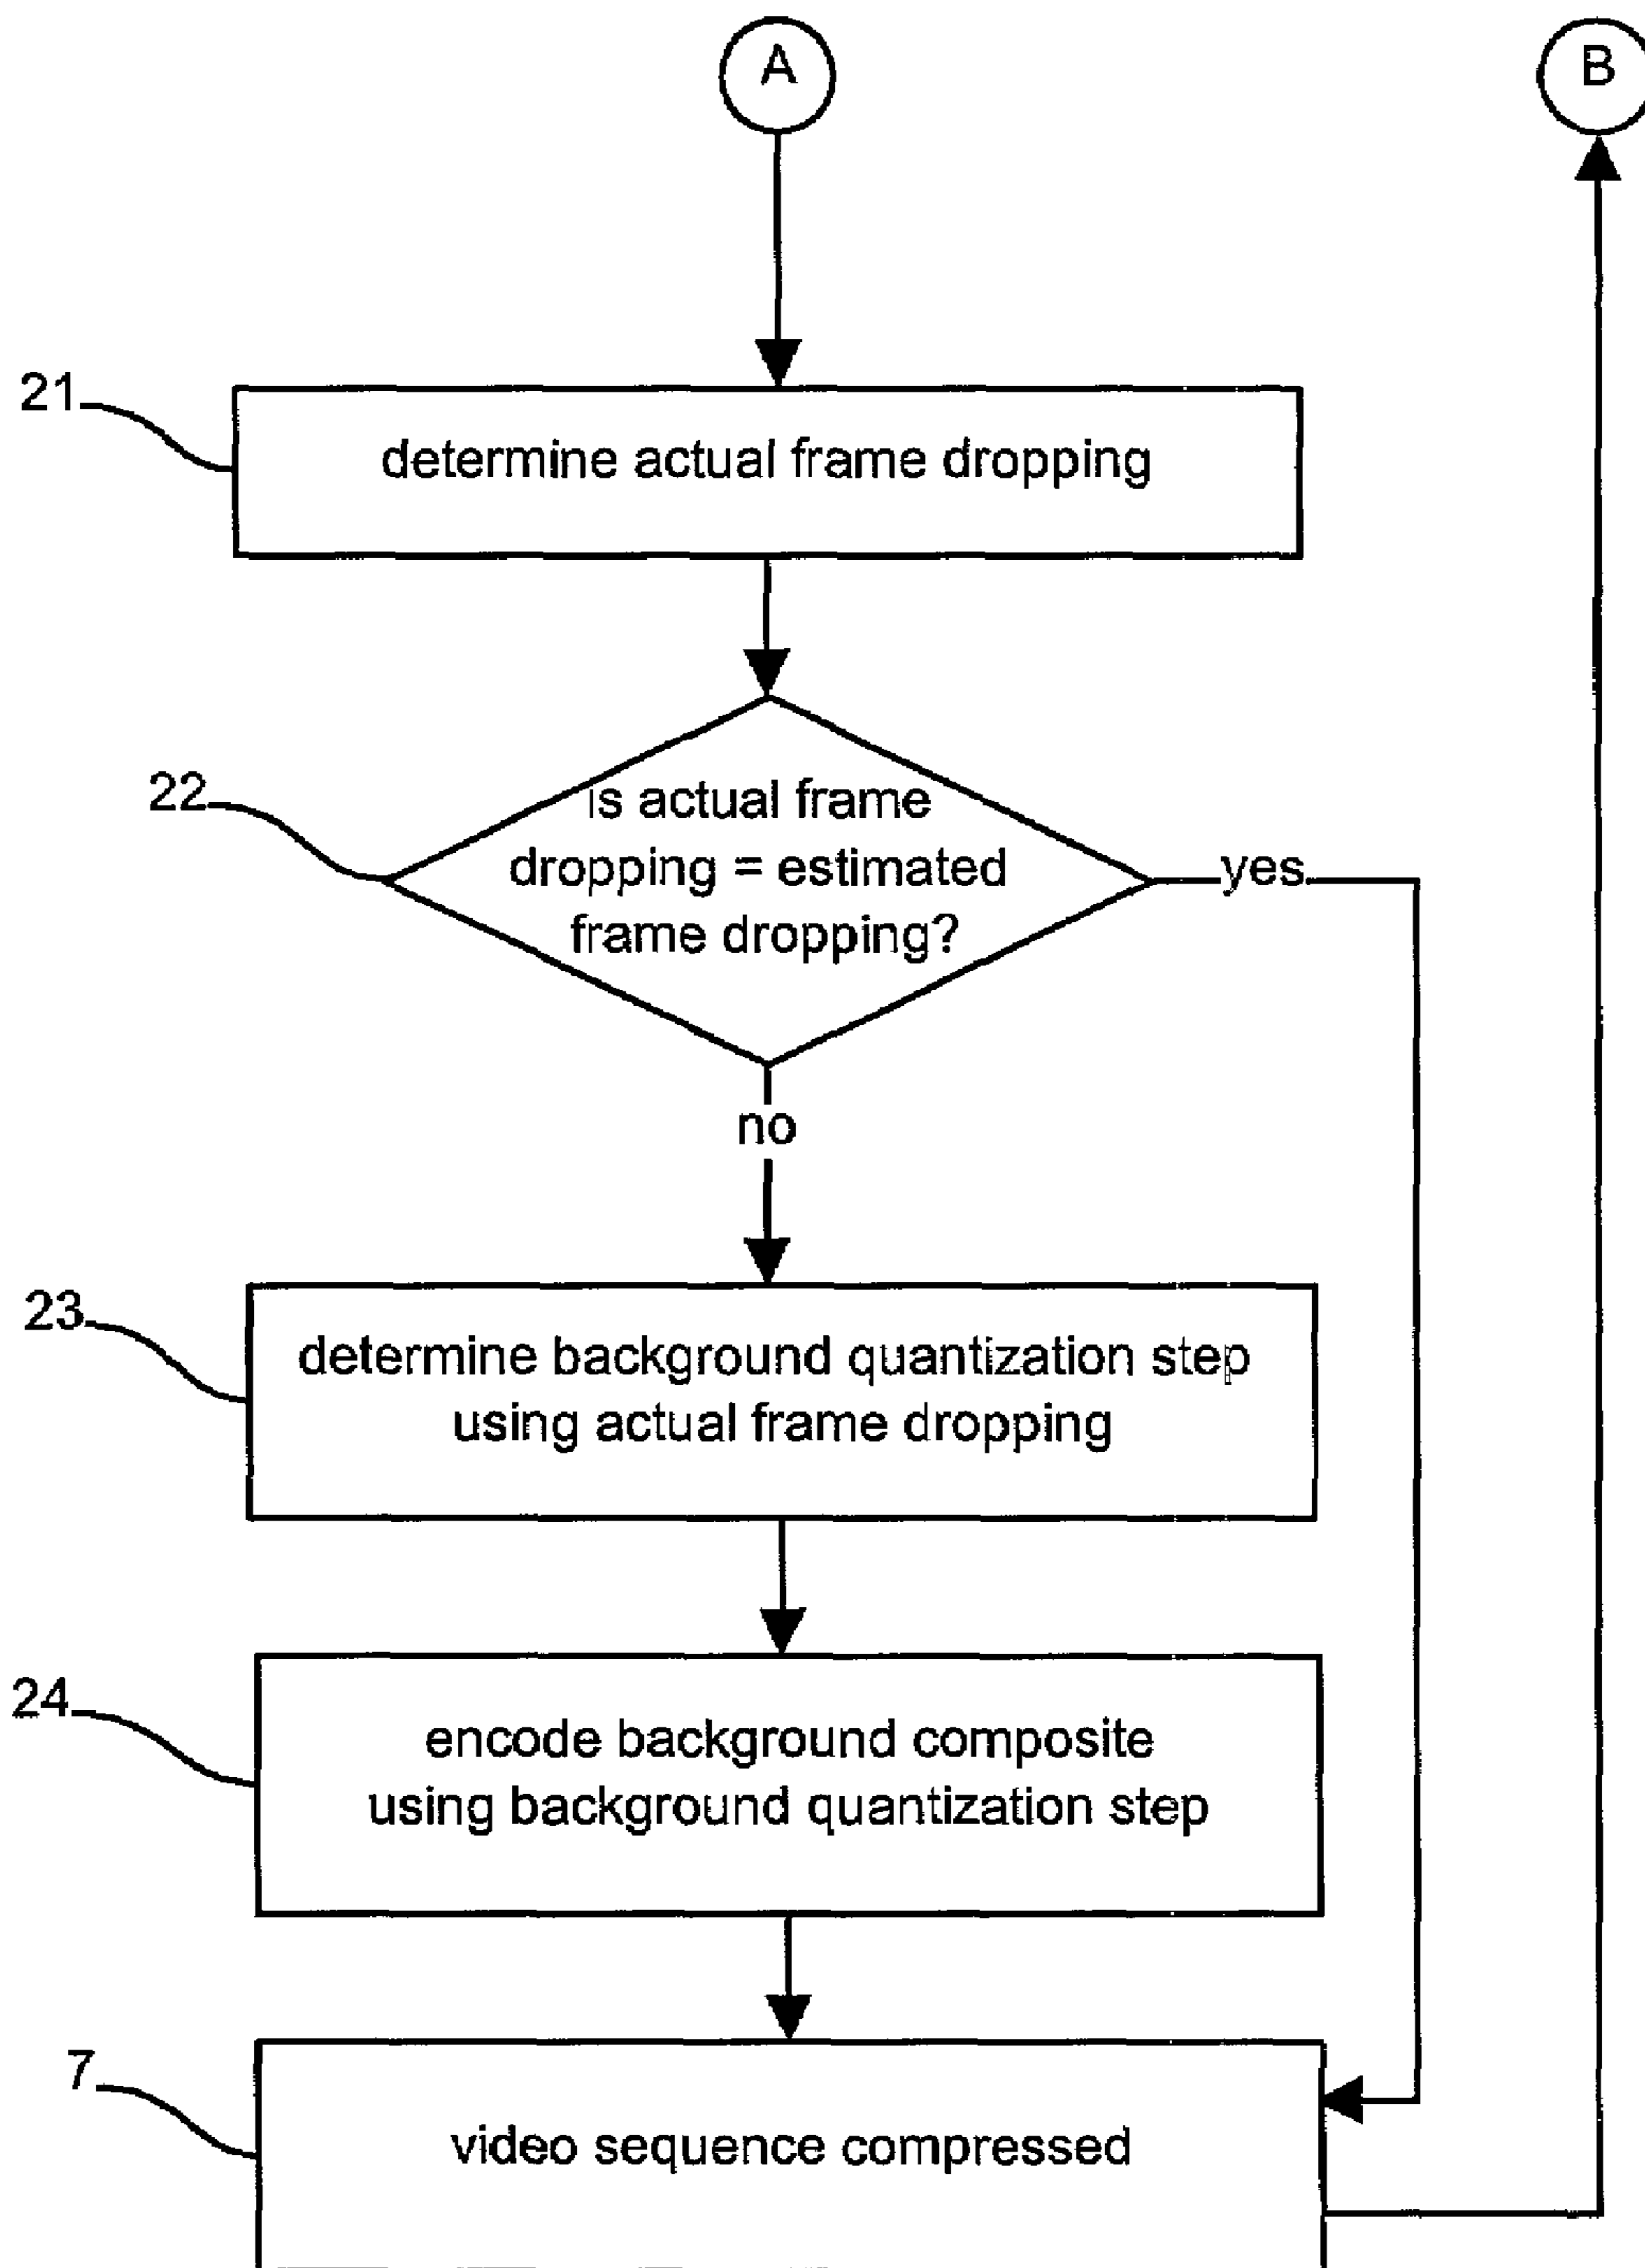 A
B
21
determine actual frame dropping
22
is actual frame
dropping = estimated
frame dropping?
yes
no
23
determine background quantization step
using actual frame dropping
24
encode background composite
using background quantization step
7
video sequence compressed